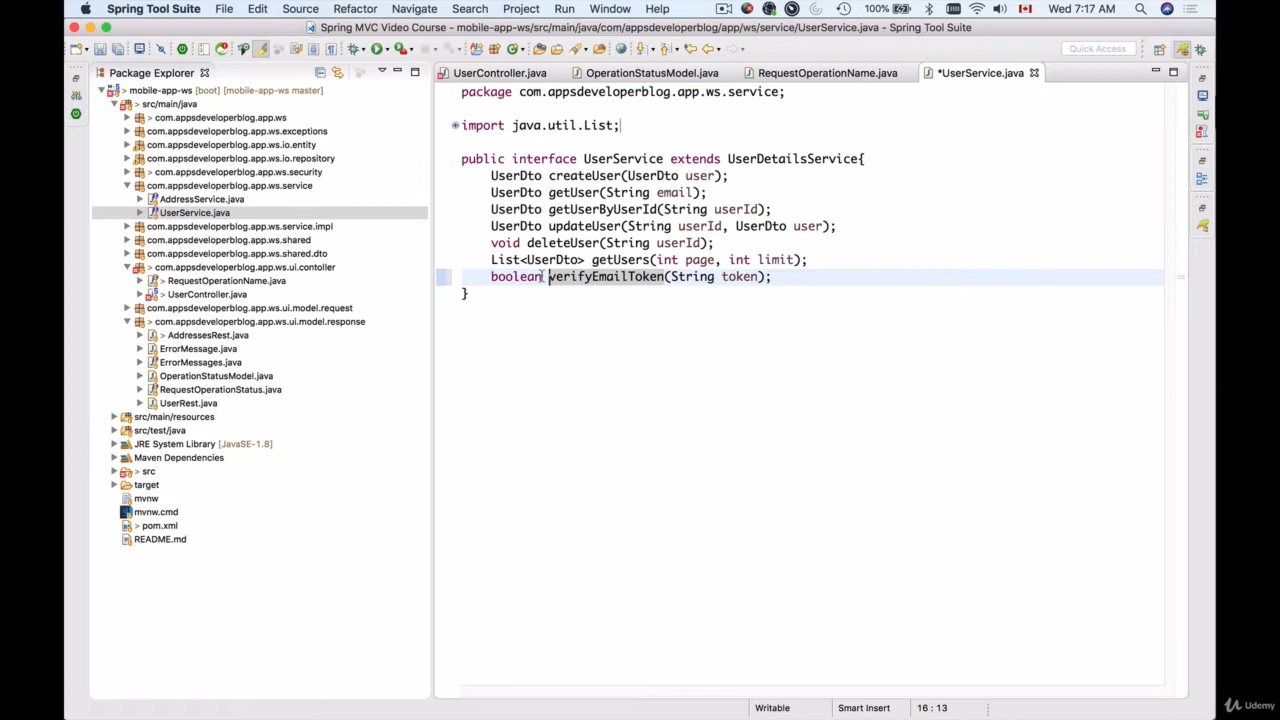 Spring Tool Suite File Edit Source Refactor Navigate Search Project Run Window Help 100% Wed 7:17 AM
Spring MVC Video Course - mobile-app-ws/src/main/java/com/appsdeveloperblog/app/ws/service/UserService.java - Spring Tool Suite
Quick Access
Package Explorer
UserController.java OperationStatusModel.java RequestOperationName.java *UserService.java
> mobile-app-ws [boot] [mobile-app-ws master]
> src/main/java
> com.appsdeveloperblog.app.ws
com.appsdeveloperblog.app.ws.exceptions
com.appsdeveloperblog.app.ws.io.entity
com.appsdeveloperblog.app.ws.io.repository
> com.appsdeveloperblog.app.ws.security
com.appsdeveloperblog.app.ws.service
AddressService.java
UserService.java
com.appsdeveloperblog.app.ws.service.impl
com.appsdeveloperblog.app.ws.shared
com.appsdeveloperblog.app.ws.shared.dto
> com.appsdeveloperblog.app.ws.ui.contoller
> RequestOperationName.java
> UserController.java
com.appsdeveloperblog.app.ws.ui.model.request
> com.appsdeveloperblog.app.ws.ui.model.response
> AddressesRest.java
ErrorMessage.java
ErrorMessages.java
OperationStatusModel.java
RequestOperationStatus.java
UserRest.java
src/main/resources
src/test/java
JRE System Library [JavaSE-1.8]
Maven Dependencies
> src
target
mvnw
mvnw.cmd
> pom.xml
README.md
package com.appsdeveloperblog.app.ws.service;
import java.util.List;
public interface UserService extends UserDetailsService{
UserDto createUser(UserDto user);
UserDto getUser(String email);
UserDto getUserByUserId(String userId);
UserDto updateUser(String userId, UserDto user);
void deleteUser(String userId);
List<UserDto> getUsers(int page, int limit);
boolean verifyEmailToken(String token);
}
Writable Smart Insert 16 : 13
Udemy